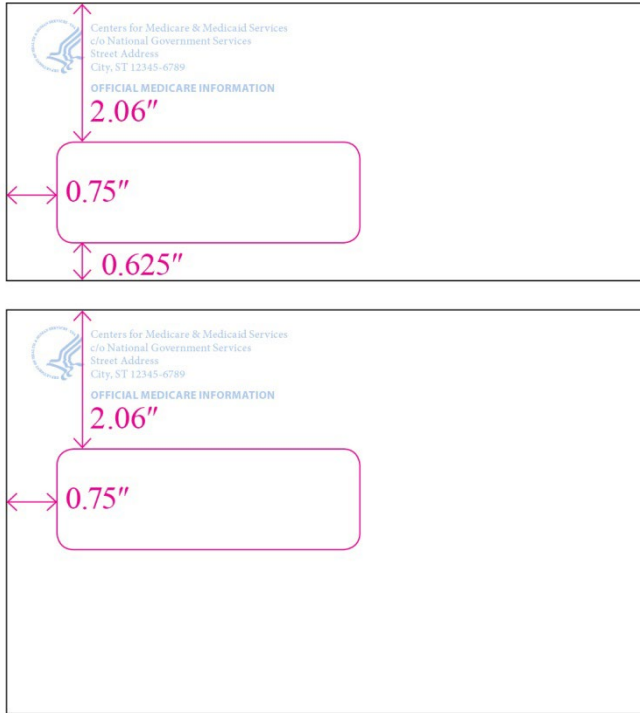 Centers for Medicare & Medicaid Services
c/o National Government Services
Street Address
City, ST 12345-6789
OFFICIAL MEDICARE INFORMATION
2.06″
0.75″
0.625″
Centers for Medicare & Medicaid Services
c/o National Government Services
Street Address
City, ST 12345-6789
OFFICIAL MEDICARE INFORMATION
2.06″
0.75″